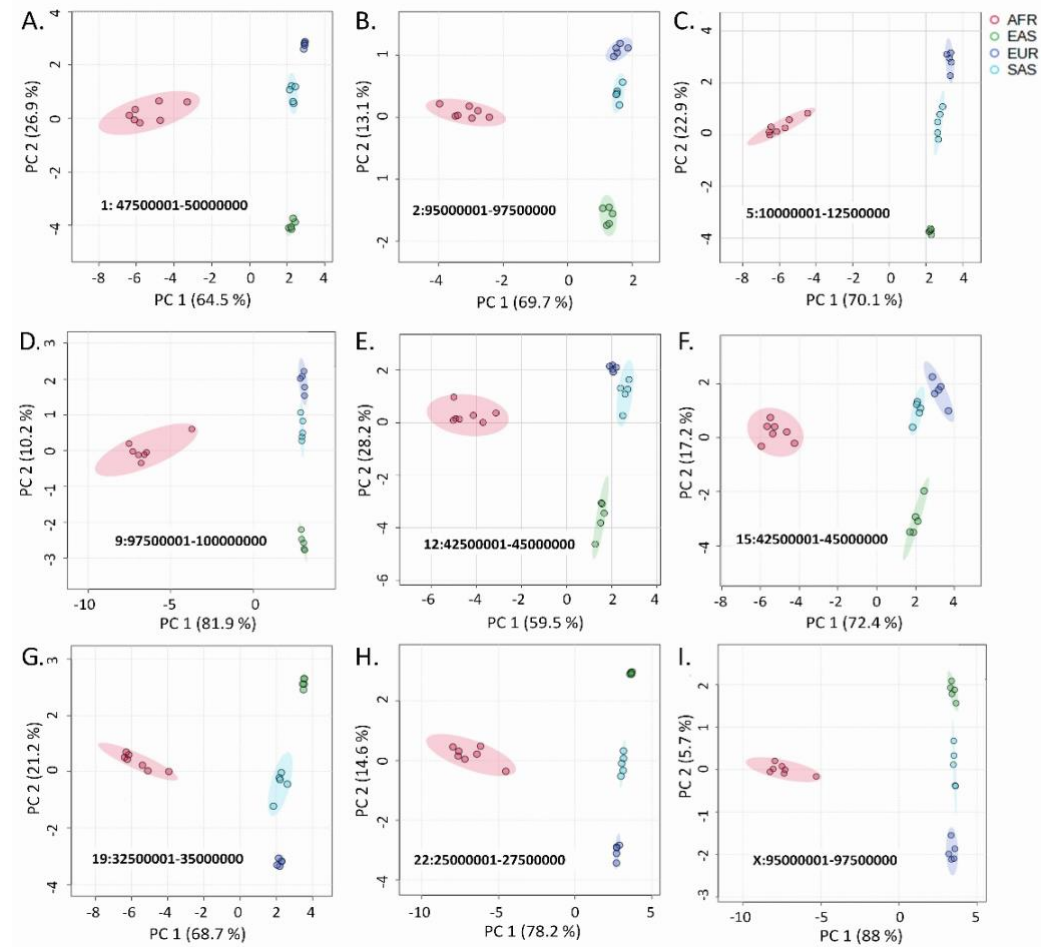 A.
4
2
0
-2
-4
PC 2 (26.9 %)
1: 47500001-50000000
-8 -6 -4 -2 0 2 4
PC 1 (64.5 %)
B.
1
0
1
-2
PC 2 (13.1 %)
2:95000001-97500000
-4 -2 0 2
PC 1 (69.7 %)
C.
4
2
0
-2
-4
PC 2 (22.9 %)
5:10000001-12500000
-8 -6 -4 -2 0 2 4
PC 1 (70.1 %)
AFR
EAS
EUR
SAS
D.
3
2
1
0
-1
-2
-3
PC 2 (10.2 %)
9:97500001-100000000
-10 -5 0
PC 1 (81.9 %)
E.
2
0
-2
-4
-6
PC 2 (28.2 %)
12:42500001-45000000
-6 -4 -2 0 2 4
PC 1 (59.5 %)
F.
2
0
-2
-4
PC 2 (17.2 %)
15:42500001-45000000
-8 -6 -4 -2 0 2 4
PC 1 (72.4 %)
G.
3
2
0
-2
-4
PC 2 (21.2 %)
19:32500001-35000000
-8 -6 -4 -2 0 2 4
PC 1 (68.7 %)
H.
2
0
-2
-4
PC 2 (14.6 %)
22:25000001-27500000
-10 -5 0 5
PC 1 (78.2 %)
I.
2
1
0
-1
-2
-3
PC 2 (5.7 %)
X:95000001-97500000
-10 -5 0 5
PC 1 (88 %)